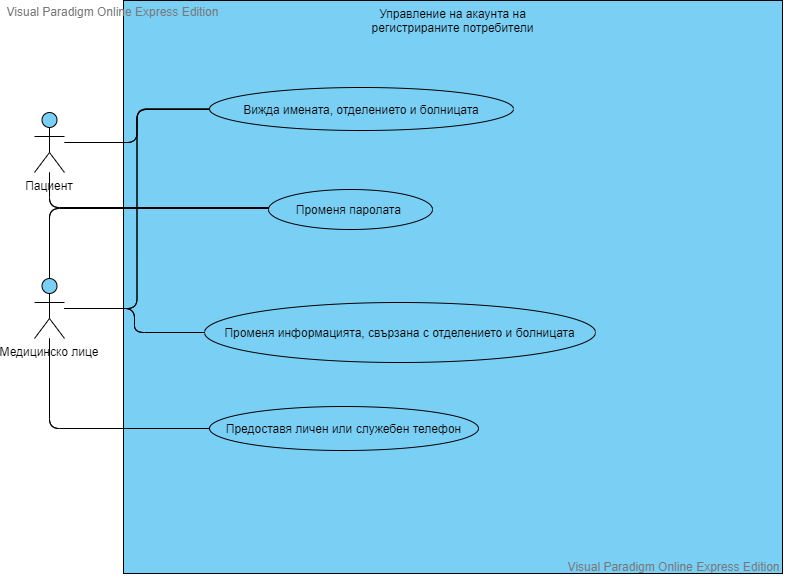 Visual Paradigm Online Express Edition
Управление на акаунта на
регистрираните потребители
Вижда имената, отделението и болницата
Пациент
Променя паролата
Променя информацията, свързана с отделението и болницата
Медицинско лице
Предоставя личен или служебен телефон
Visual Paradigm Online Express Edition